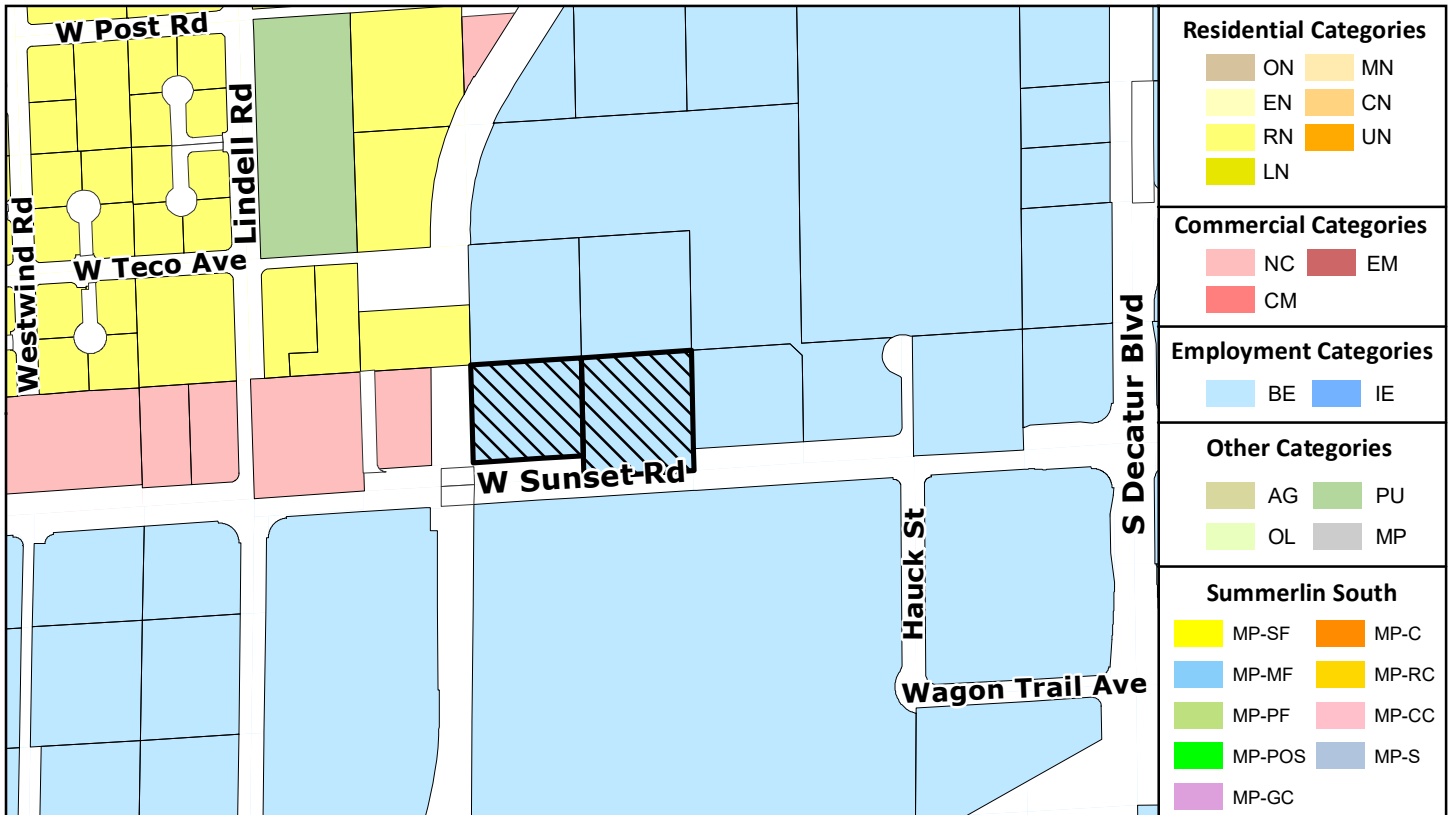 W Post Rd
Lindell Rd
Westwind Rd
W Teco Ave
W Sunset Rd
S Decatur Blvd
Hauck St
Wagon Trail Ave
Residential Categories
ON MN
EN CN
RN UN
LN
Commercial Categories
NC EM
CM
Employment Categories
BE IE
Other Categories
AG PU
OL MP
Summerlin South
MP-SF MP-C
MP-MF MP-RC
MP-PF MP-CC
MP-POS MP-S
MP-GC